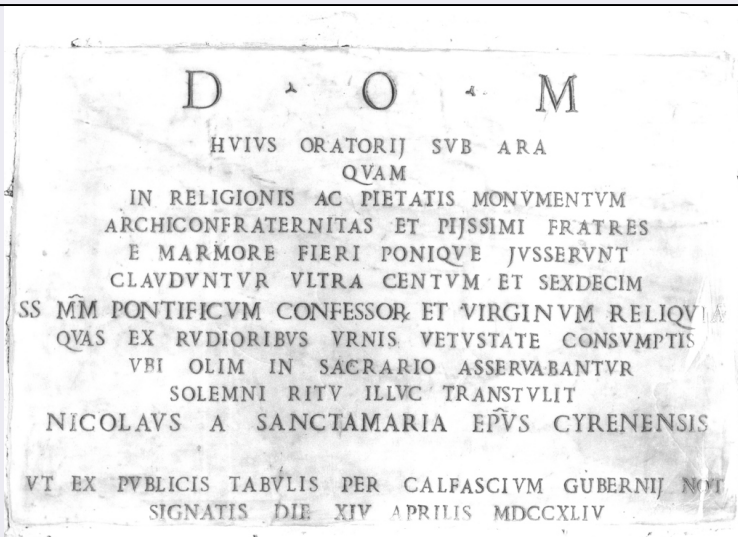 D · O · M
HVIVS ORATORIJ SVB ARA
QVAM
IN RELIGIONIS AC PIETATIS MONVMENTVM
ARCHICONFRATERNITAS ET PIJSSIMI FRATRES
E MARMORE FIERI PONIQVE JVSSERVNT
CLAVDVNTVR VLTRA CENTVM ET SEXDECIM
SS M̂M PONTIFICVM CONFESSOR ET VIRGINVM RELIQVIA
QVAS EX RVDIORIBVS VRNIS VETVSTATE CONSVMPTIS
VBI OLIM IN SACRARIO ASSERVABANTVR
SOLEMNI RITV ILLVC TRANSTVLIT
NICOLAVS A SANCTAMARIA EPV̂S CYRENENSIS
VT EX PVBLICIS TABVLIS PER CALFASCIVM GUBERNIJ NOT
SIGNATIS DIE XIV APRILIS MDCCXLIV